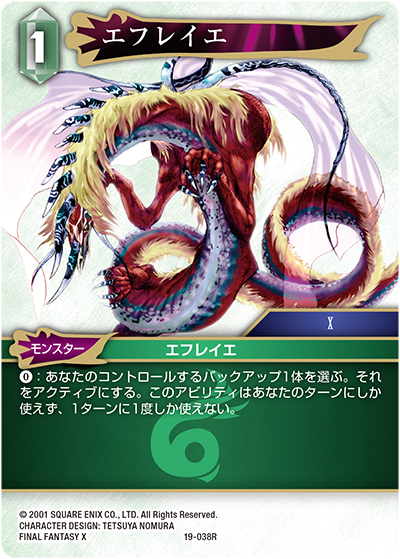 1
エフレイエ
X
モンスター
エフレイエ
0：あなたのコントロールするバックアップ1体を選ぶ。それ
をアクティブにする。このアビリティはあなたのターンにしか
使えず、1ターンに1度しか使えない。
6
© 2001 SQUARE ENIX CO., LTD. All Rights Reserved.
CHARACTER DESIGN: TETSUYA NOMURA
FINAL FANTASY X
19-038R